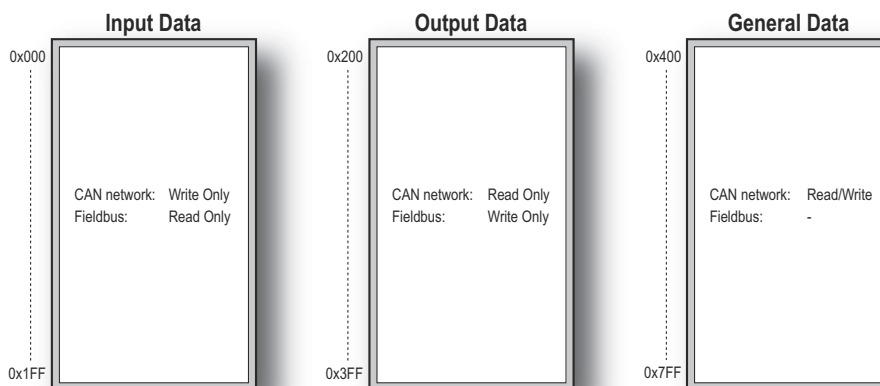 Input Data
0x000
CAN network: Write Only
Fieldbus: Read Only
0x1FF
Output Data
0x200
CAN network: Read Only
Fieldbus: Write Only
0x3FF
General Data
0x400
CAN network: Read/Write
Fieldbus: -
0x7FF